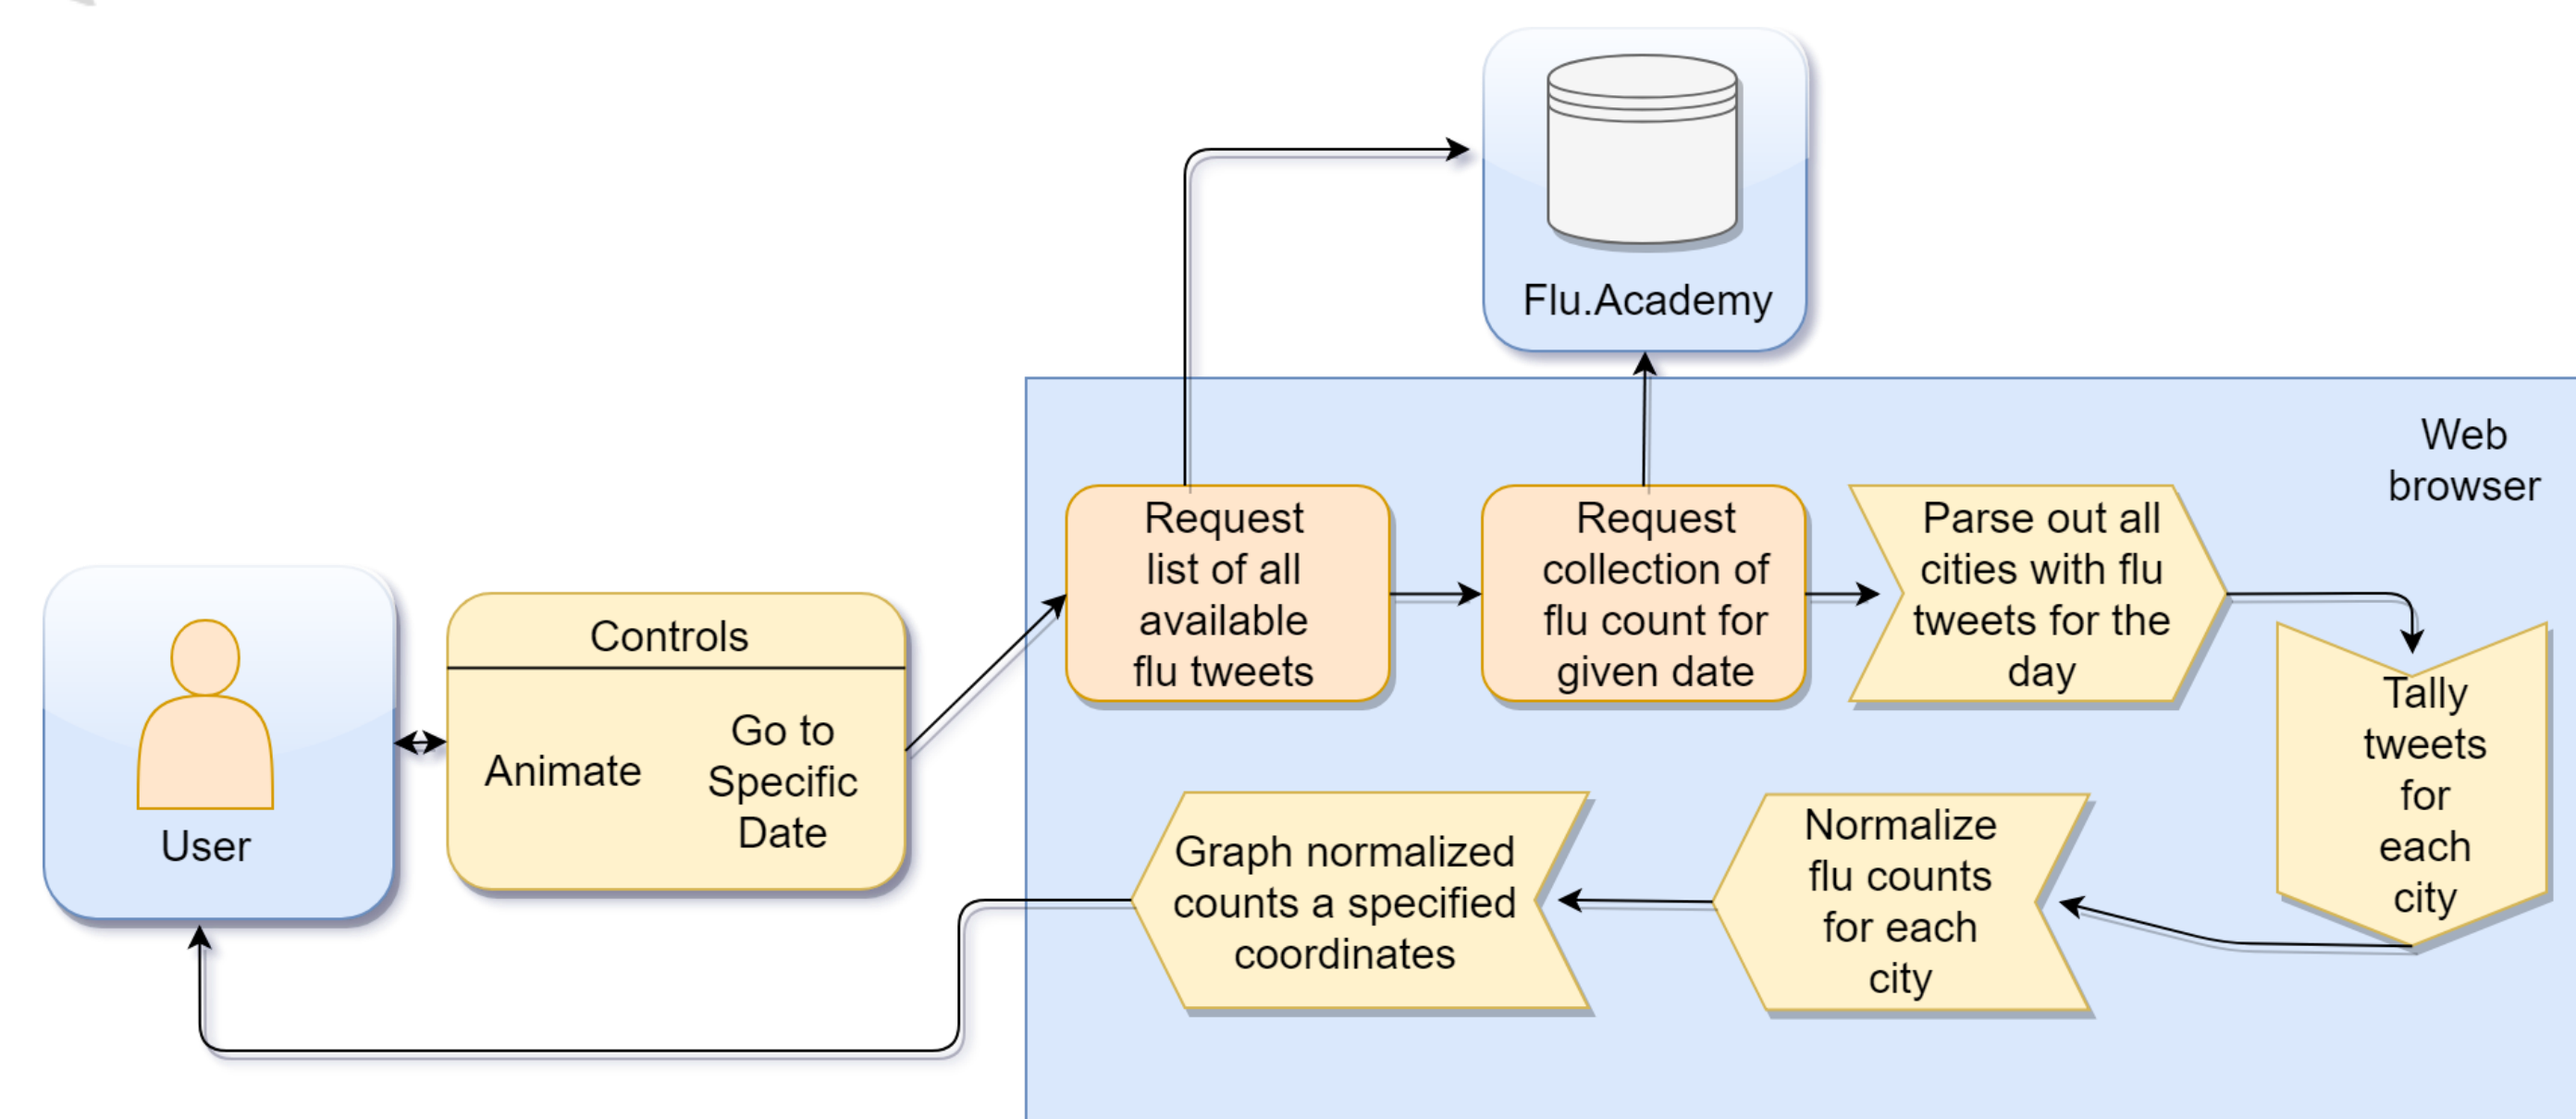 Flu.Academy
Web
browser
Request
list of all
available
flu tweets
Request
collection of
flu count for
given date
Parse out all
cities with flu
tweets for the
day
Tally
tweets
for
each
city
User
Controls
Animate
Go to
Specific
Date
Graph normalized
counts a specified
coordinates
Normalize
flu counts
for each
city